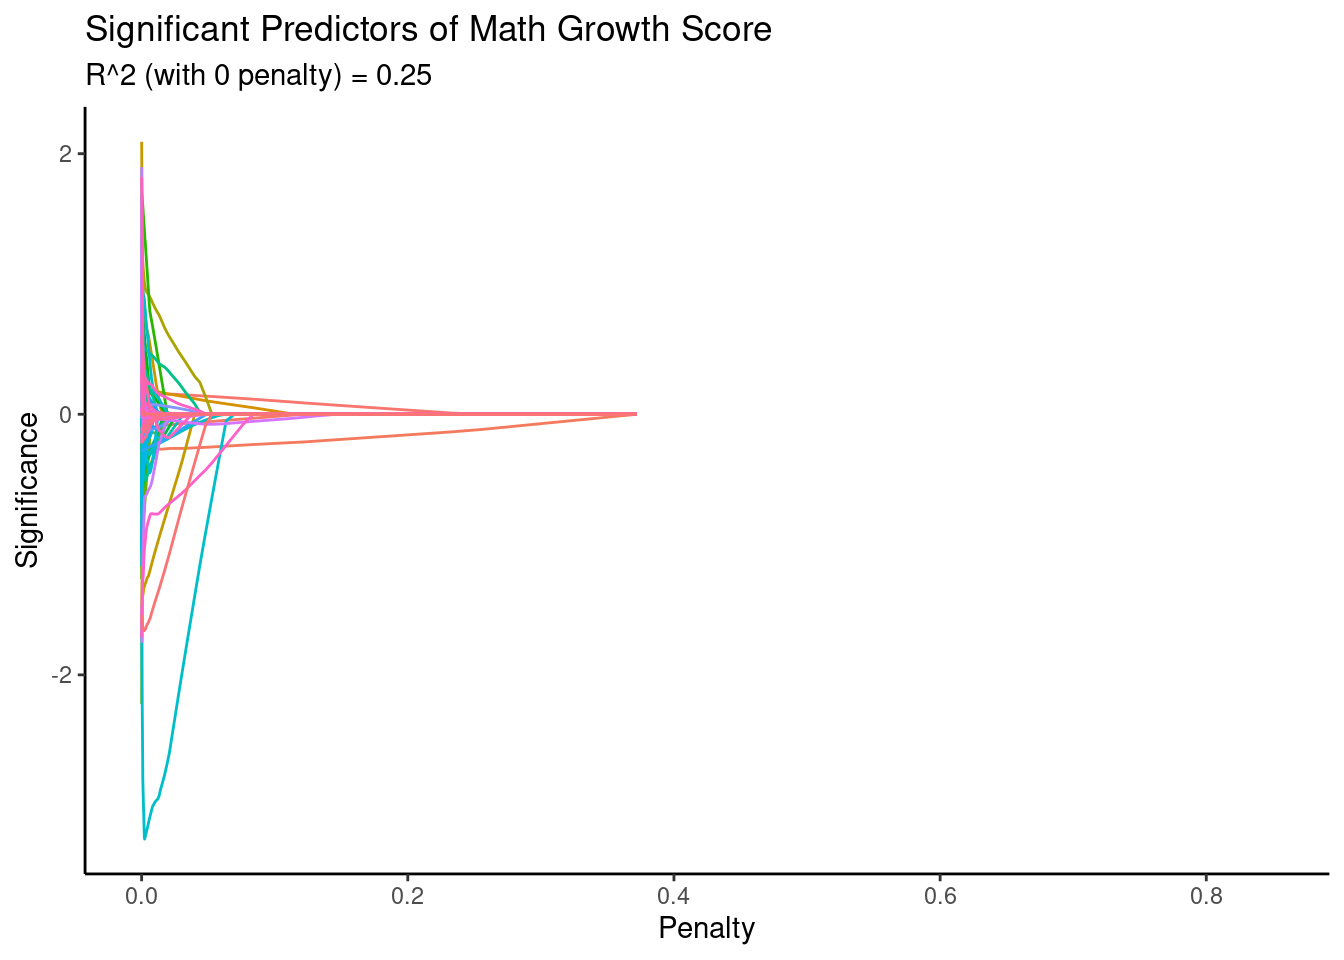 Significant Predictors of Math Growth Score
R^2 (with 0 penalty) = 0.25
Significance
2
0
-2
0.0
0.2
0.4
0.6
0.8
Penalty